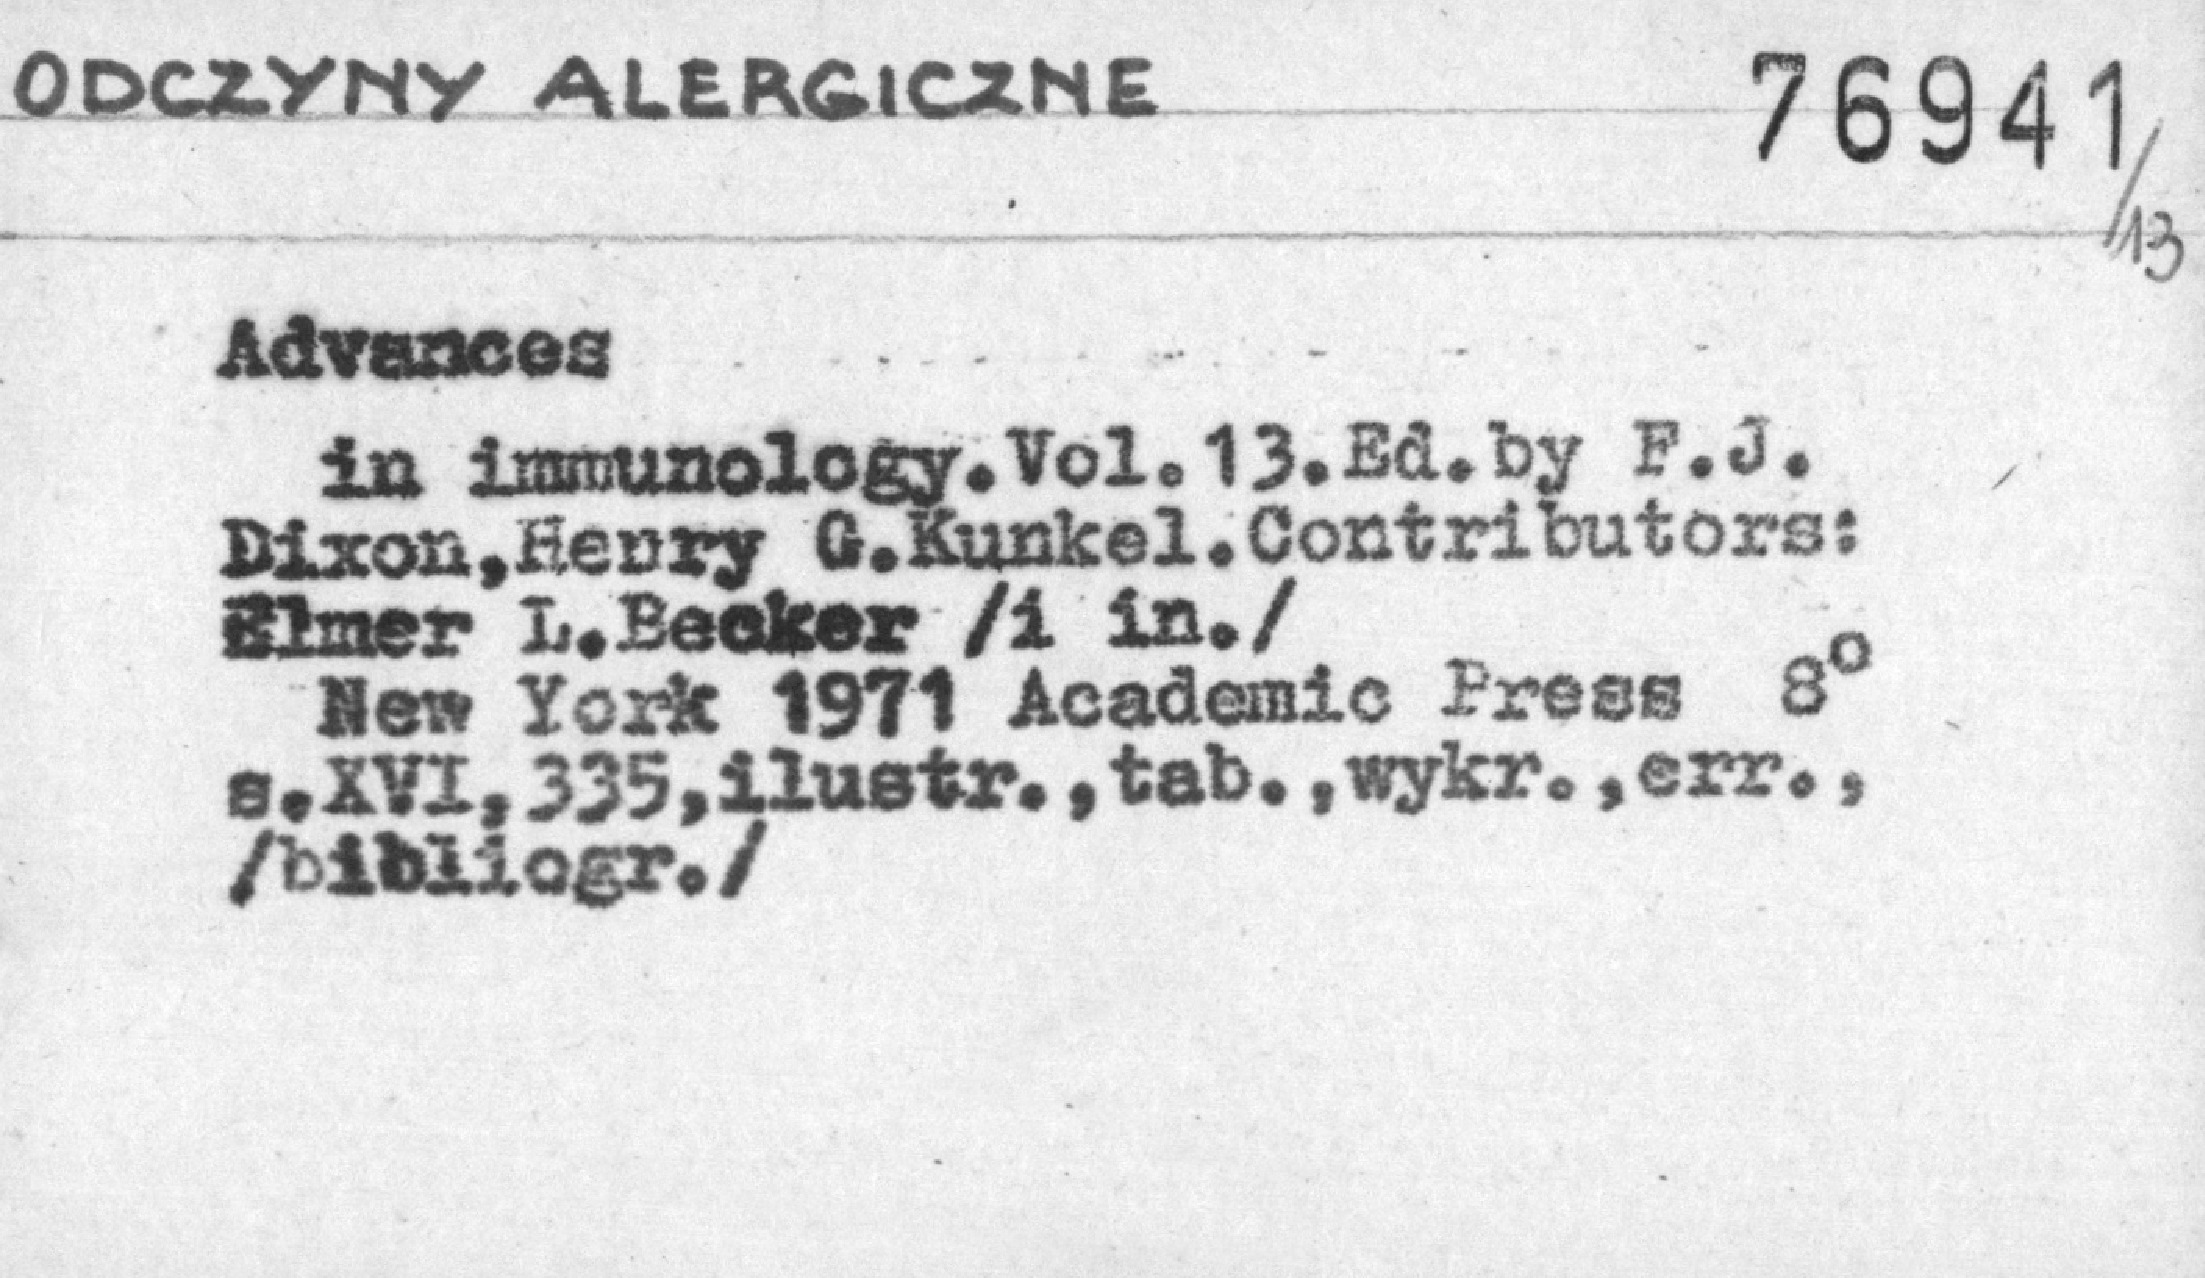 ODCZYNY ALERGICZNE 76941/13
Advances
in immunology.Vol.13.Ed.by F.J.
Dixon,Henry G.Kunkel.Contributors:
Elmer L.Becker /i in./
New York 1971 Academic Press 8º
s.XVI,335,ilustr.,tab.,wykr.,err.,
/bibliogr./